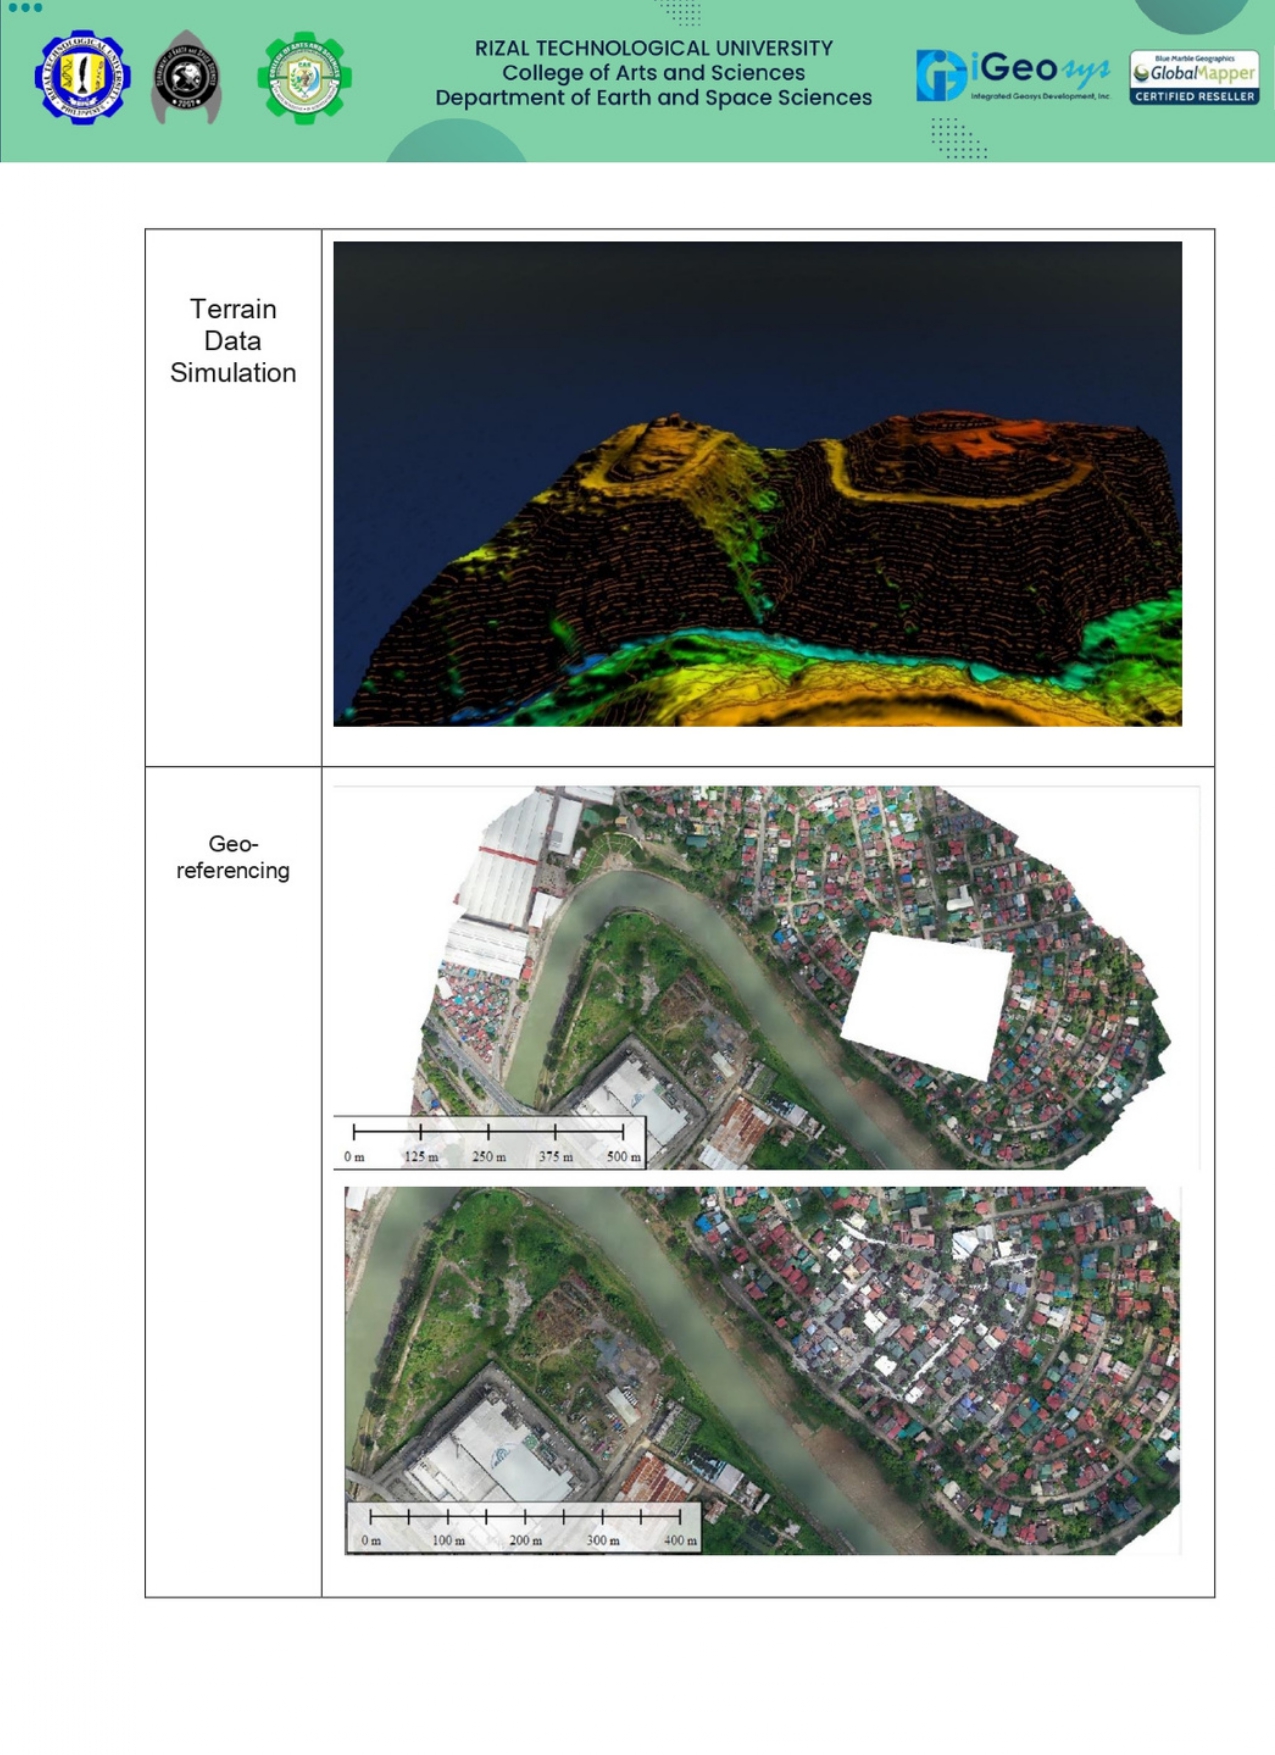 RIZAL TECHNOLOGICAL UNIVERSITY
College of Arts and Sciences
Department of Earth and Space Sciences
iGeosys
Integrated Geosys Development, Inc.
Blue Marble Geographics
GlobalMapper
CERTIFIED RESELLER
Terrain
Data
Simulation
Geo-
referencing
0 m 125 m 250 m 375 m 500 m
0 m 100 m 200 m 300 m 400 m